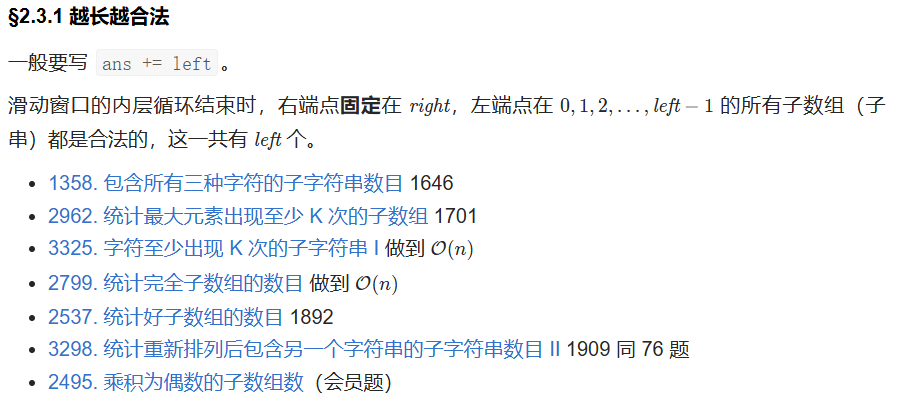 §2.3.1 越长越合法
一般要写 ans += left 。
滑动窗口的内层循环结束时，右端点固定在 right，左端点在 0, 1, 2, . . . , left − 1 的所有子数组（子
串）都是合法的，这一共有 left 个。
• 1358. 包含所有三种字符的子字符串数目 1646
• 2962. 统计最大元素出现至少 K 次的子数组 1701
• 3325. 字符至少出现 K 次的子字符串 I 做到 O(n)
• 2799. 统计完全子数组的数目 做到 O(n)
• 2537. 统计好子数组的数目 1892
• 3298. 统计重新排列后包含另一个字符串的子字符串数目 II 1909 同 76 题
• 2495. 乘积为偶数的子数组数（会员题）